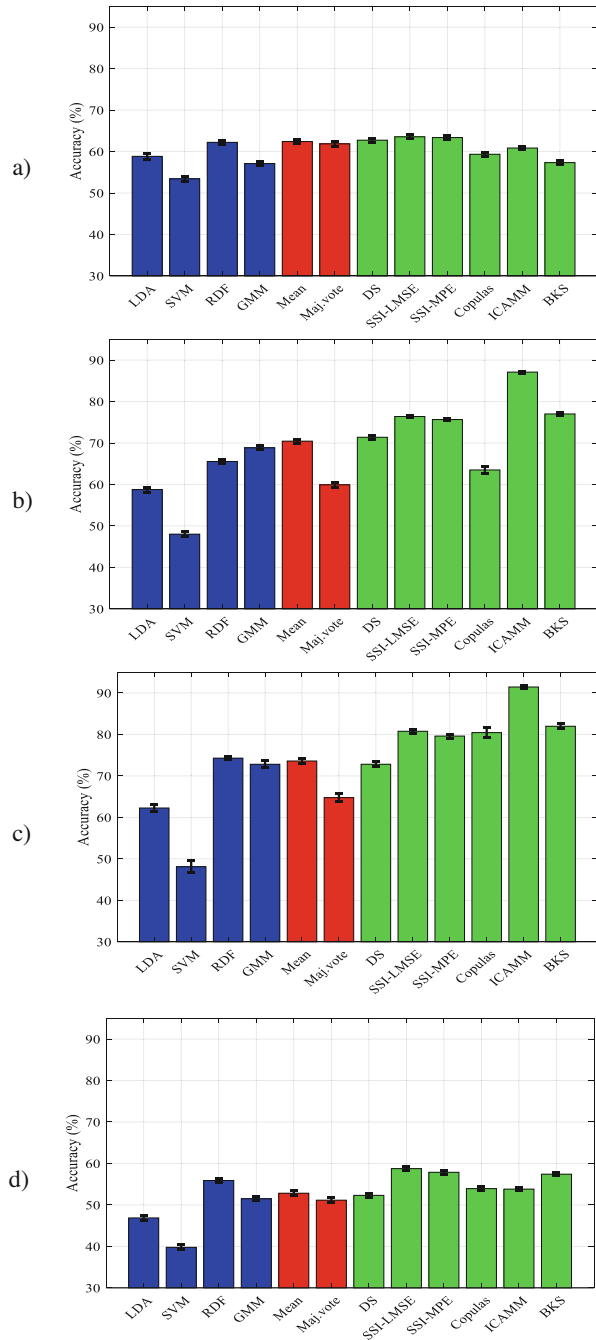 a)
Accuracy (%)
90
80
70
60
50
40
30
LDA SVM RDF GMM Mean Maj.vote DS SSI-LMSE SSI-MPE Copulas ICAMM BKS
b)
Accuracy (%)
90
80
70
60
50
40
30
LDA SVM RDF GMM Mean Maj.vote DS SSI-LMSE SSI-MPE Copulas ICAMM BKS
c)
Accuracy (%)
90
80
70
60
50
40
30
LDA SVM RDF GMM Mean Maj.vote DS SSI-LMSE SSI-MPE Copulas ICAMM BKS
d)
Accuracy (%)
90
80
70
60
50
40
30
LDA SVM RDF GMM Mean Maj.vote DS SSI-LMSE SSI-MPE Copulas ICAMM BKS